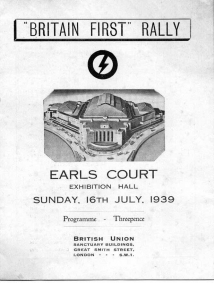 "BRITAIN FIRST" RALLY
EARLS COURT
EXHIBITION HALL
SUNDAY, 16TH JULY, 1939
Programme - Threepence
BRITISH UNION
SANCTUARY BUILDINGS,
GREAT SMITH STREET,
LONDON - - - S.W.1.